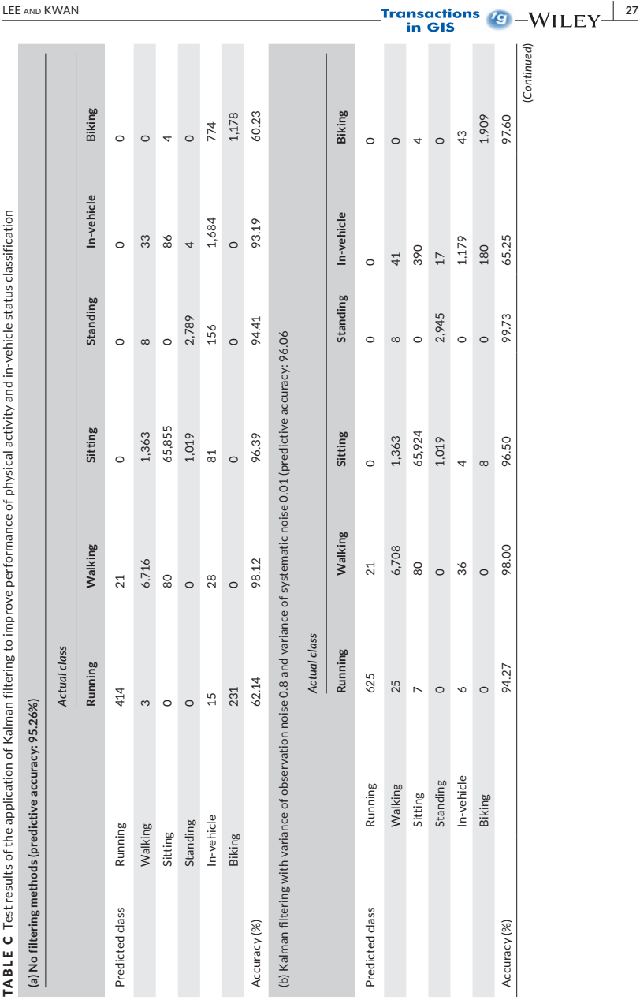 LEE AND KWAN
Transactions in GIS
tg
WILEY
27
TABLE C Test results of the application of Kalman filtering to improve performance of physical activity and in-vehicle status classification
(a) No filtering methods (predictive accuracy: 95.26%)
Actual class
Running Walking Sitting Standing In-vehicle Biking
Predicted class Running 414 21 0 0 0 0
Walking 3 6,716 1,363 8 33 0
Sitting 0 80 65,855 0 86 4
Standing 0 0 1,019 2,789 4 0
In-vehicle 15 28 81 156 1,684 774
Biking 231 0 0 0 0 1,178
Accuracy (%) 62.14 98.12 96.39 94.41 93.19 60.23
(b) Kalman filtering with variance of observation noise 0.8 and variance of systematic noise 0.01 (predictive accuracy: 96.06
Actual class
Running Walking Sitting Standing In-vehicle Biking
Predicted class Running 625 21 0 0 0 0
Walking 25 6,708 1,363 8 41 0
Sitting 7 80 65,924 0 390 4
Standing 0 0 1,019 2,945 17 0
In-vehicle 6 36 4 0 1,179 43
Biking 0 0 8 0 180 1,909
Accuracy (%) 94.27 98.00 96.50 99.73 65.25 97.60
(Continued)